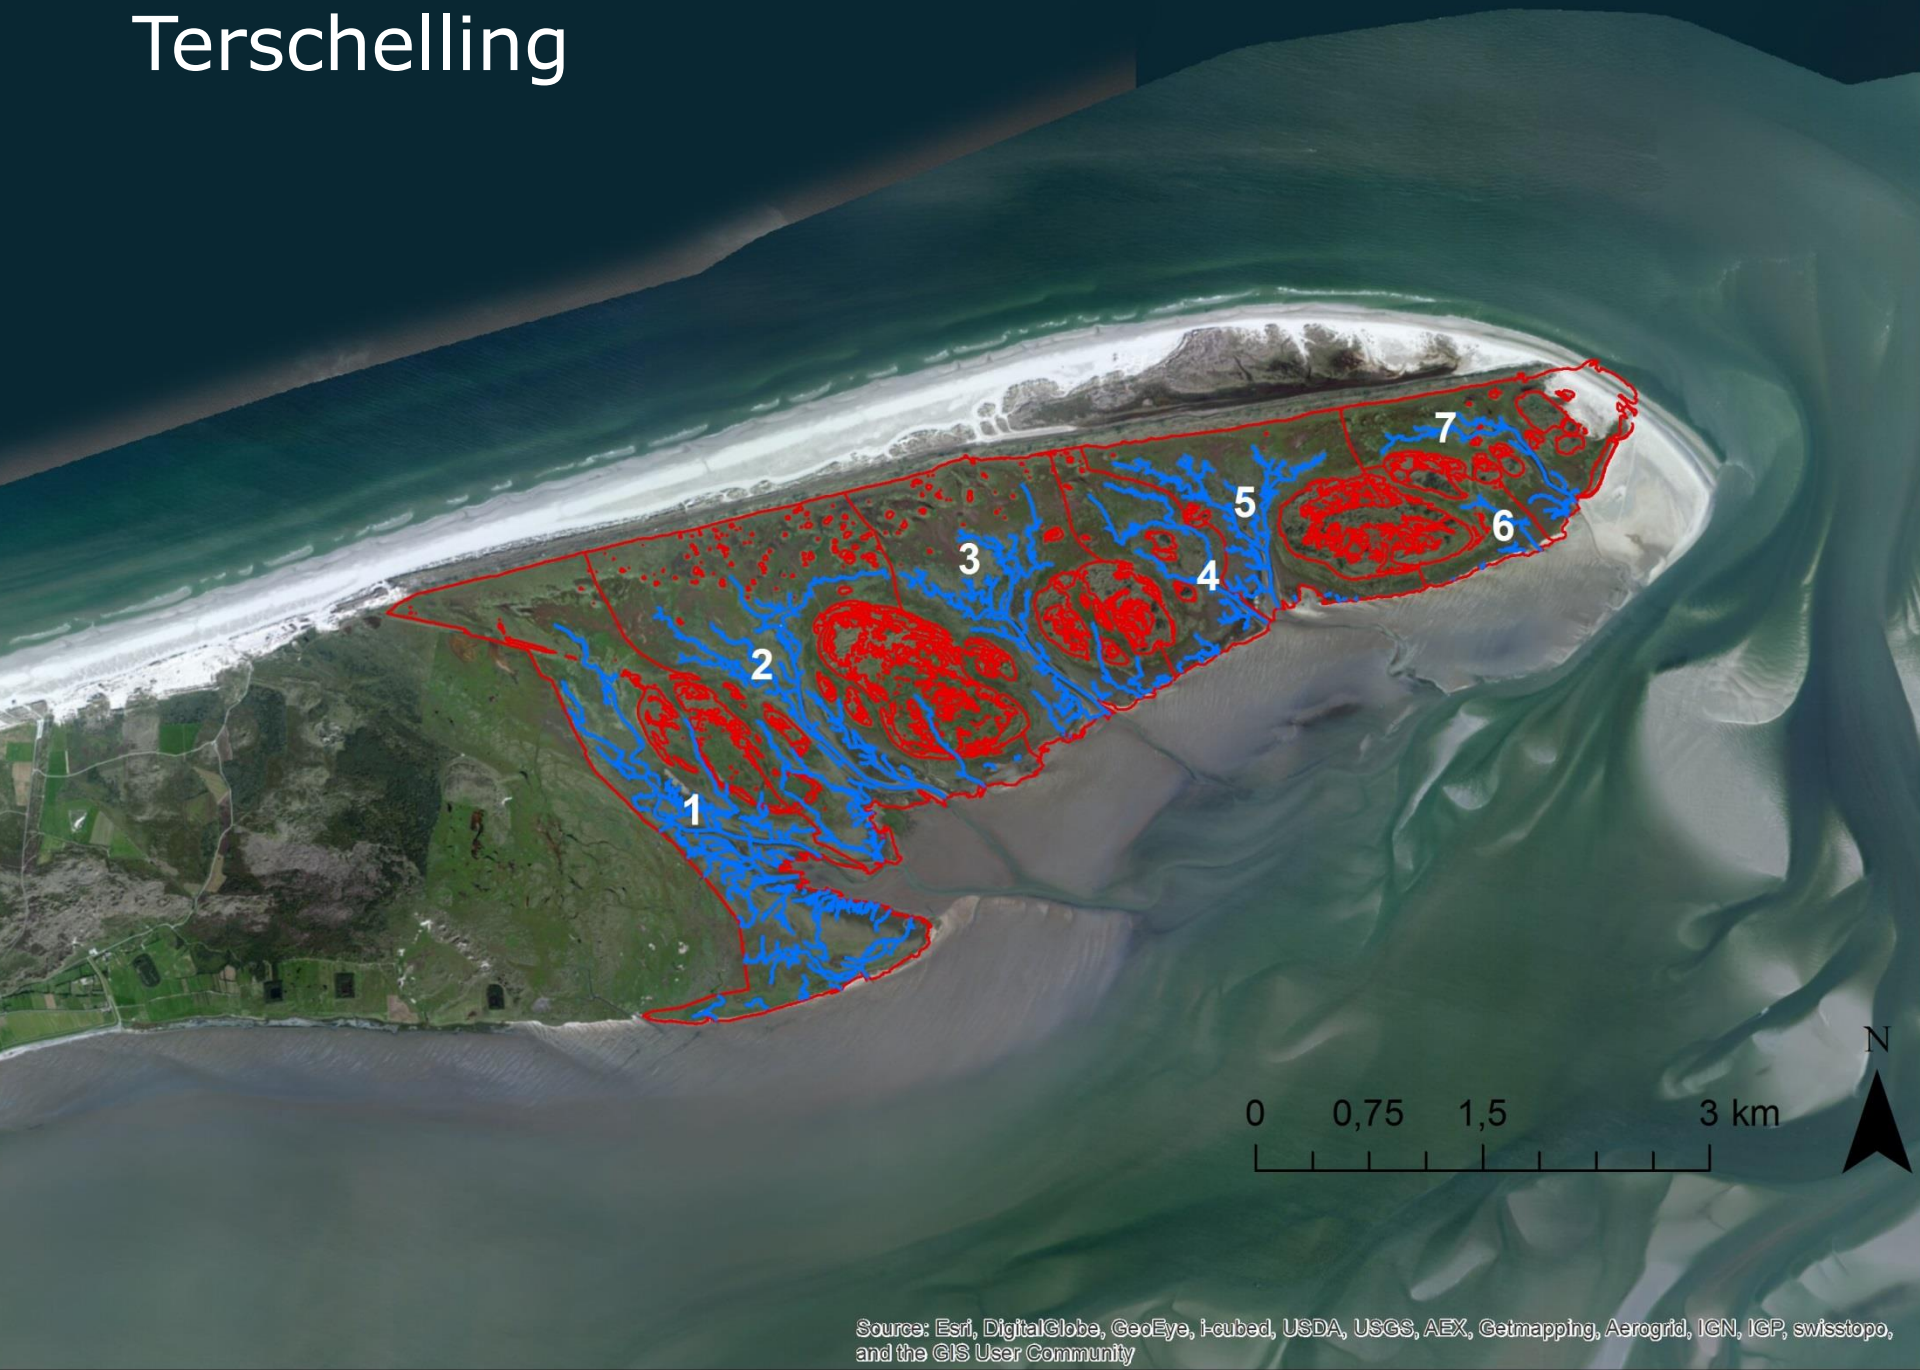 Terschelling
7
5
6
3
4
2
1
N
0 0,75 1,5 3 km
Source: Esri, DigitalGlobe, GeoEye, i-cubed, USDA, USGS, AEX, Getmapping, Aerogrid, IGN, IGP, swisstopo,
and the GIS User Community